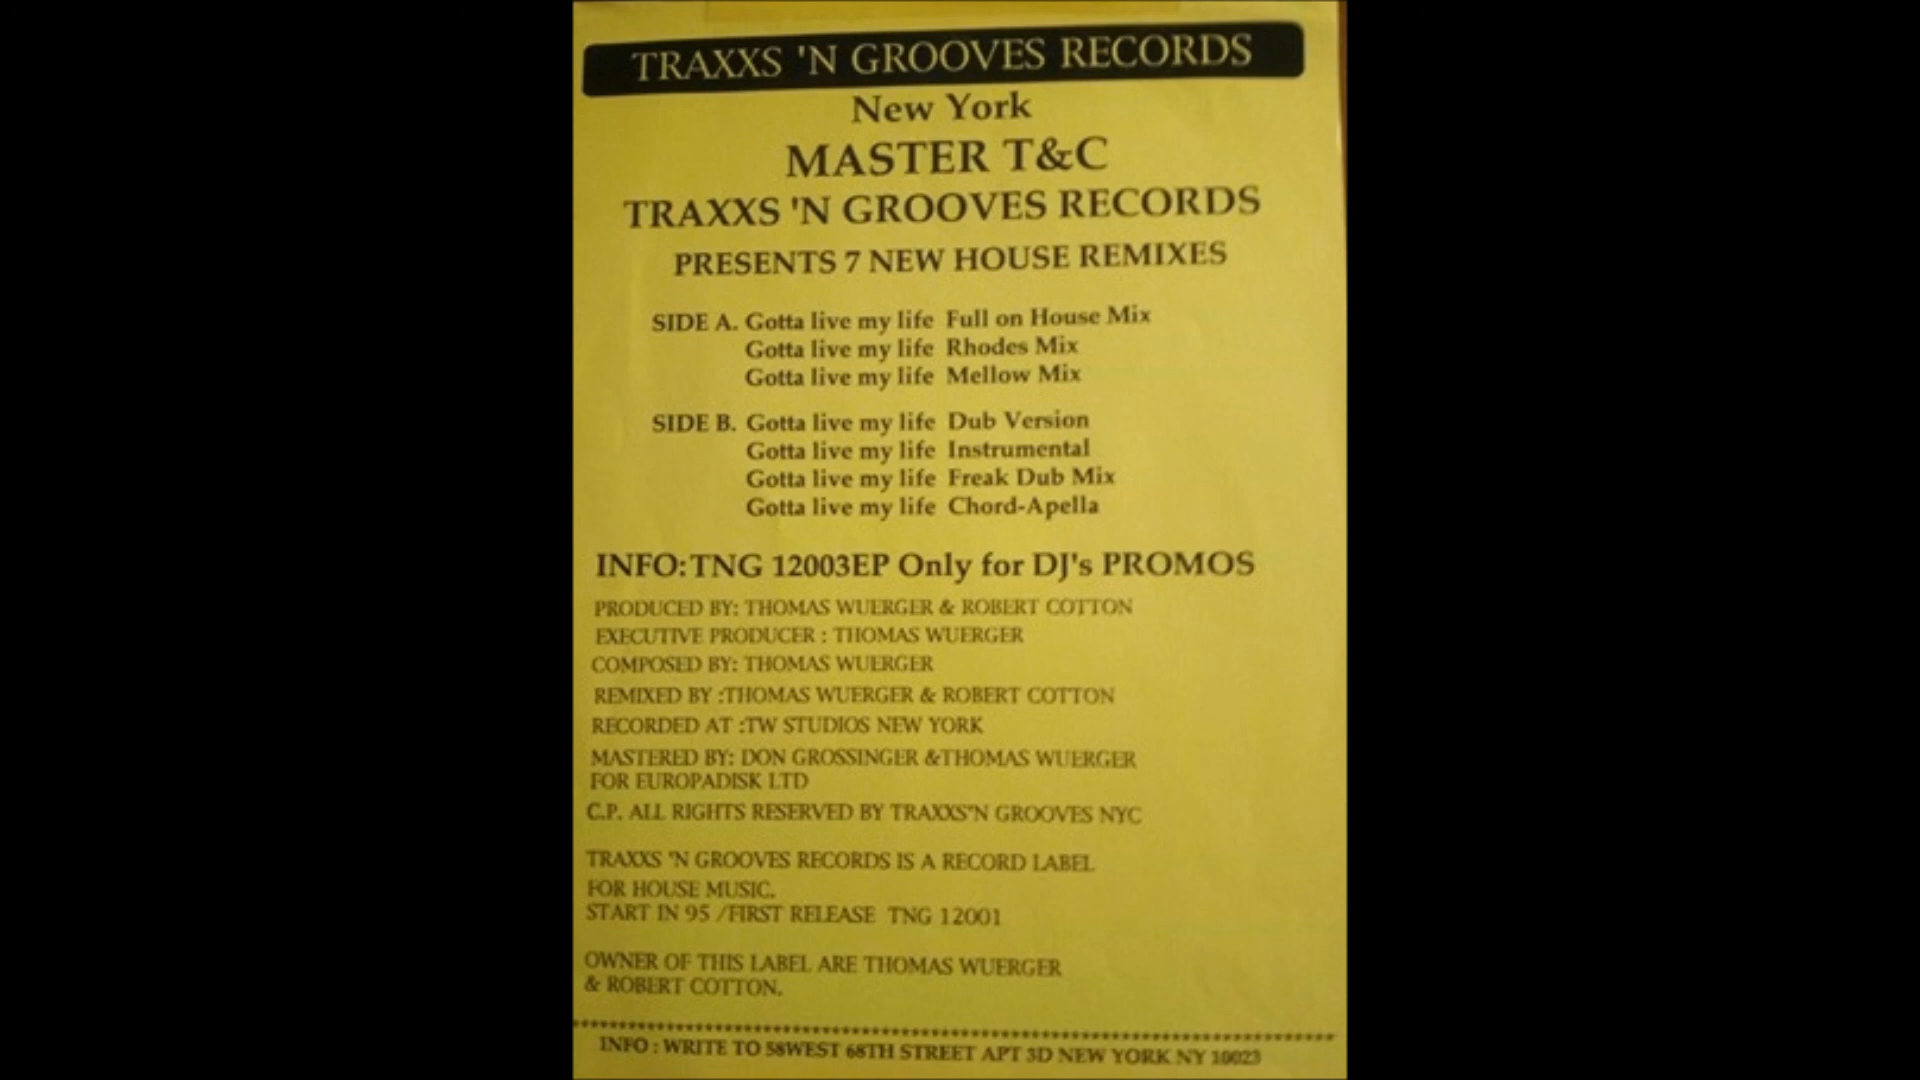 TRAXXS 'N GROOVES RECORDS
New York
MASTER T&C
TRAXXS 'N GROOVES RECORDS
PRESENTS 7 NEW HOUSE REMIXES
SIDE A. Gotta live my life Full on House Mix
Gotta live my life Rhodes Mix
Gotta live my life Mellow Mix
SIDE B. Gotta live my life Dub Version
Gotta live my life Instrumental
Gotta live my life Freak Dub Mix
Gotta live my life Chord-Apella
INFO:TNG 12003EP Only for DJ's PROMOS
PRODUCED BY: THOMAS WUERGER & ROBERT COTTON
EXECUTIVE PRODUCER : THOMAS WUERGER
COMPOSED BY: THOMAS WUERGER
REMIXED BY :THOMAS WUERGER & ROBERT COTTON
RECORDED AT :TW STUDIOS NEW YORK
MASTERED BY: DON GROSSINGER &THOMAS WUERGER
FOR EUROPADISK LTD
C.P. ALL RIGHTS RESERVED BY TRAXXS'N GROOVES NYC
TRAXXS 'N GROOVES RECORDS IS A RECORD LABEL
FOR HOUSE MUSIC.
START IN 95 /FIRST RELEASE TNG 12001
OWNER OF THIS LABEL ARE THOMAS WUERGER
& ROBERT COTTON.
INFO : WRITE TO 58WEST 68TH STREET APT 3D NEW YORK NY 10023